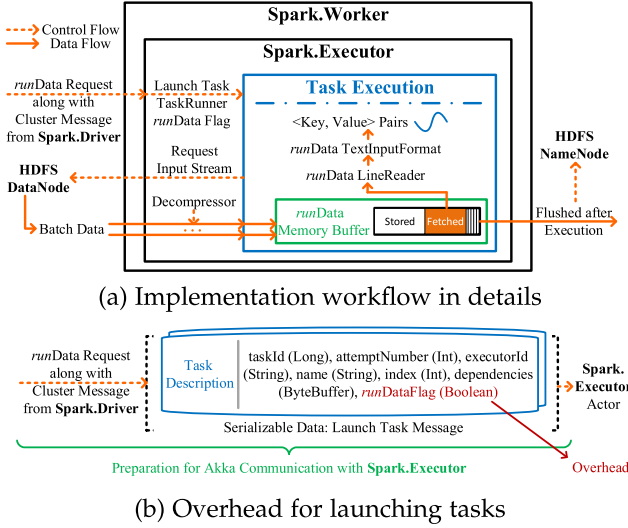 Spark.Worker
Control Flow
Data Flow
Spark.Executor
runData Request
along with
Cluster Message
from Spark.Driver
Launch Task
TaskRunner
runData Flag
Task Execution
<Key, Value> Pairs
runData TextInputFormat
runData LineReader
HDFS
NameNode
Request
Input Stream
HDFS
DataNode
Decompressor
...
Batch Data
runData
Memory Buffer
Stored
Fetched
Flushed after
Execution
(a) Implementation workflow in details
runData Request
along with
Cluster Message
from Spark.Driver
Task
Description
taskId (Long), attemptNumber (Int), executorId
(String), name (String), index (Int), dependencies
(ByteBuffer), runDataFlag (Boolean)
Serializable Data: Launch Task Message
Spark.
Executor
Actor
Preparation for Akka Communication with Spark.Executor
Overhead
(b) Overhead for launching tasks